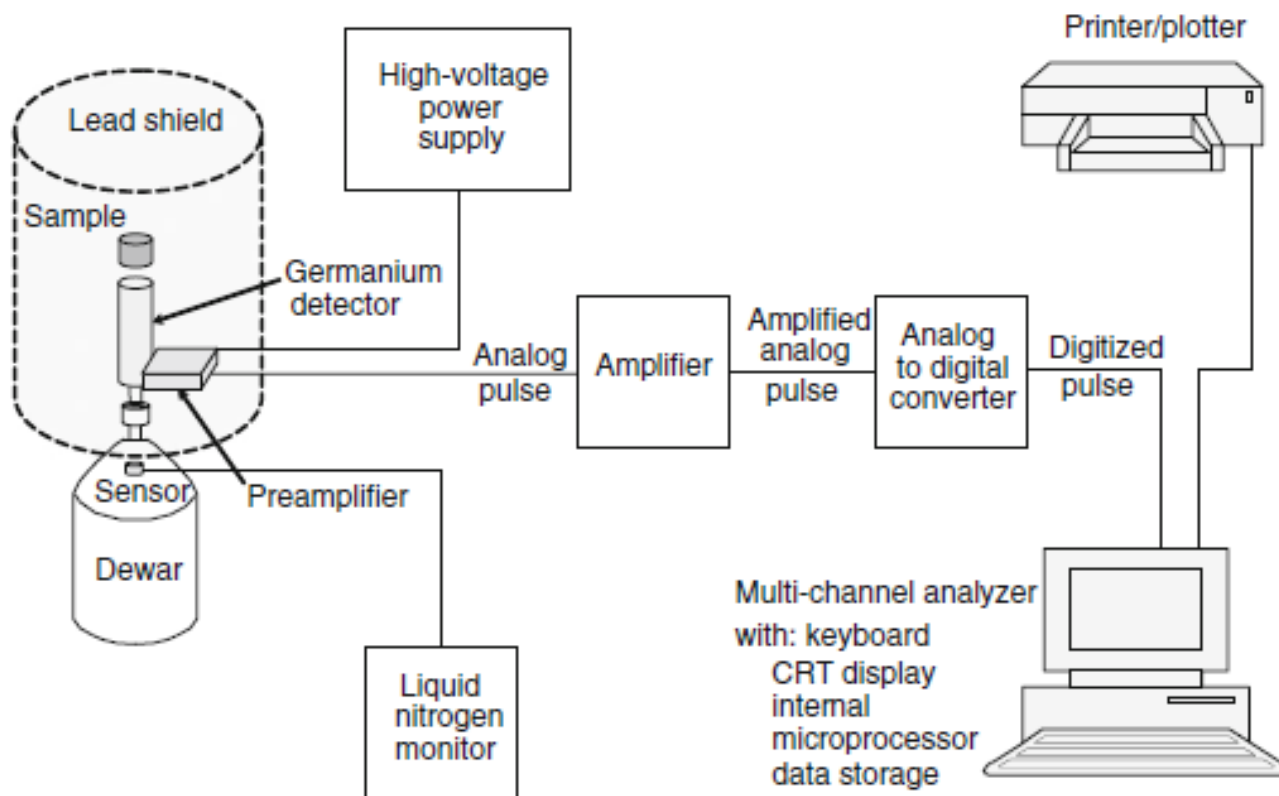 Printer/plotter
High-voltage
power
supply
Lead shield
Sample
Germanium
detector
Analog
pulse
Amplifier
Amplified
analog
pulse
Analog
to digital
converter
Digitized
pulse
Sensor
Preamplifier
Dewar
Liquid
nitrogen
monitor
Multi-channel analyzer
with: keyboard
CRT display
internal
microprocessor
data storage